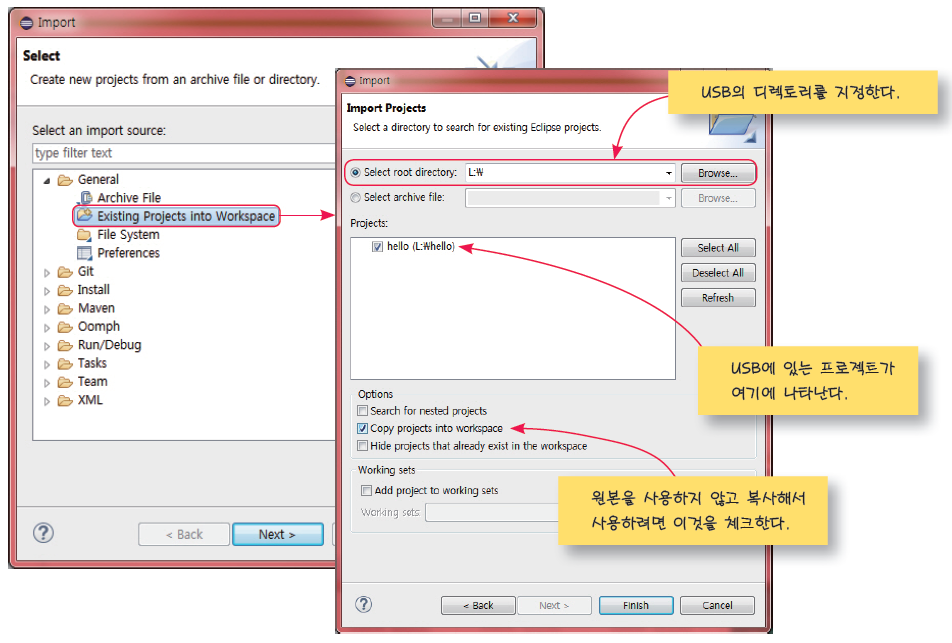 Import
Select
Create new projects from an archive file or directory.
Select an import source:
type filter text
General
Archive File
Existing Projects into Workspace
File System
Preferences
Git
Install
Maven
Oomph
Run/Debug
Tasks
Team
XML
< Back
Next >
Import
Import Projects
Select a directory to search for existing Eclipse projects.
USB의 디렉토리를 지정한다.
Select root directory:
L:₩
Browse...
Select archive file:
Browse...
Projects:
hello (L:₩hello)
Select All
Deselect All
Refresh
USB에 있는 프로젝트가
여기에 나타난다.
Options
Search for nested projects
Copy projects into workspace
Hide projects that already exist in the workspace
Working sets
Add project to working sets
Working sets:
원본을 사용하지 않고 복사해서
사용하려면 이것을 체크한다.
< Back
Next >
Finish
Cancel